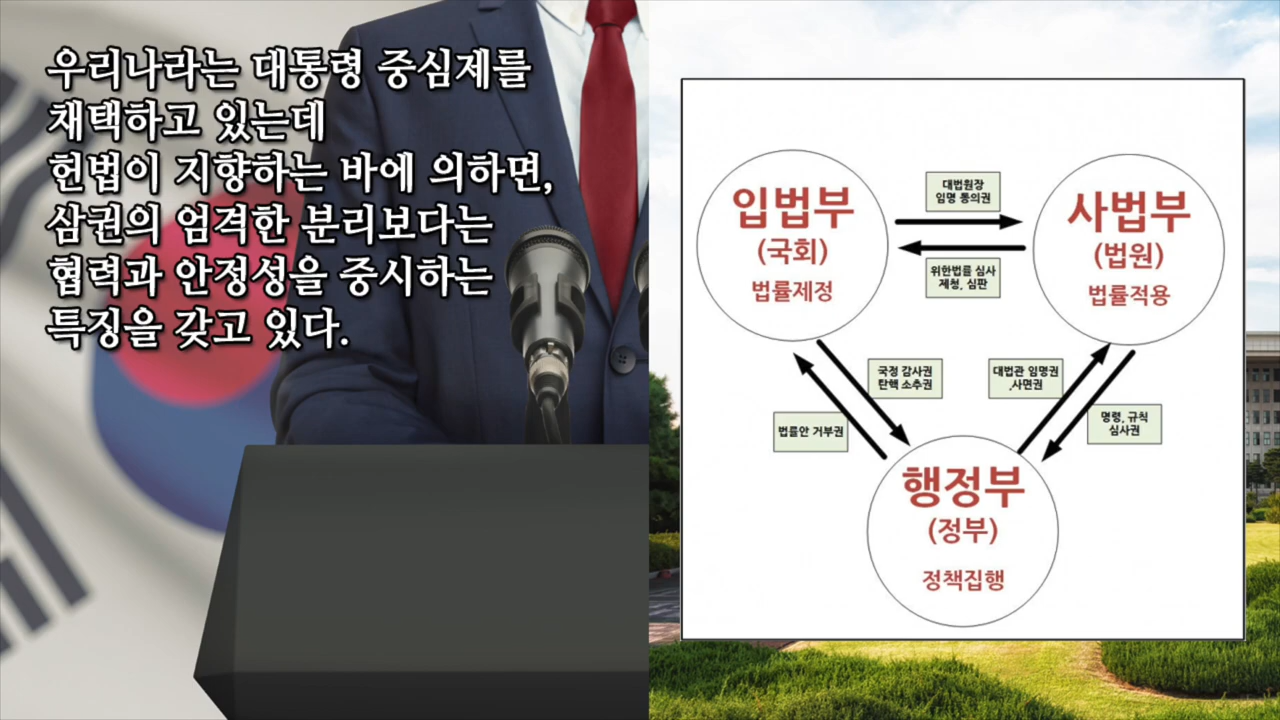 우리나라는 대통령 중심제를
채택하고 있는데
헌법이 지향하는 바에 의하면,
삼권의 엄격한 분리보다는
협력과 안정성을 중시하는
특징을 갖고 있다.
입법부
(국회)
법률제정
대법원장
임명 동의권
위헌법률 심사
제청, 심판
사법부
(법원)
법률적용
국정 감사권
탄핵 소추권
법률안 거부권
대법관 임명권
,사면권
명령, 규칙
심사권
행정부
(정부)
정책집행